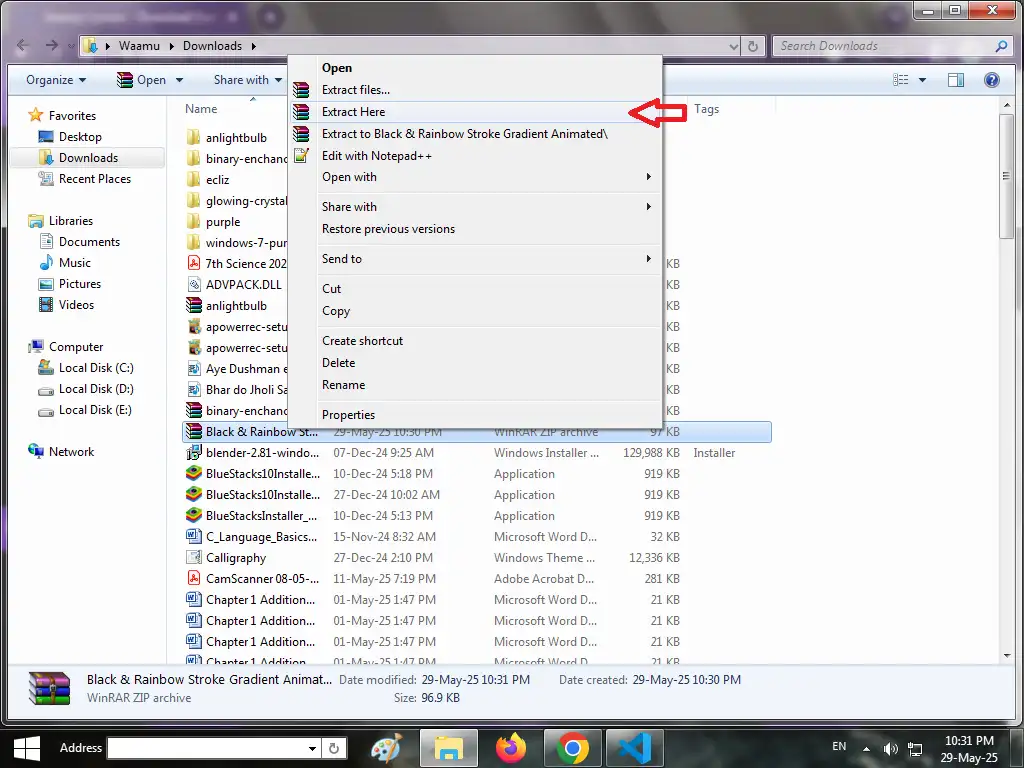 Waamu
Downloads
Search Downloads
Organize
Open
Share with
Name
Tags
Favorites
Desktop
Downloads
Recent Places
Libraries
Documents
Music
Pictures
Videos
Computer
Local Disk (C:)
Local Disk (D:)
Local Disk (E:)
Network
Open
Extract files...
Extract Here
Extract to Black & Rainbow Stroke Gradient Animated\
Edit with Notepad++
Open with
Share with
Restore previous versions
Send to
Cut
Copy
Create shortcut
Delete
Rename
Properties
anlightbulb
binary-enchan
ecliz
glowing-crystal
purple
windows-7-pur
7th Science 202 KB
ADVPACK.DLL KB
anlightbulb KB
apowerrec-setu KB
apowerrec-setu KB
Aye Dushman e KB
Bhar do Jholi Sa KB
binary-enchanc KB
Black & Rainbow St... 29-May-25 10:30 PM WinRAR ZIP archive 97 KB
blender-2.81-windo... 07-Dec-24 9:25 AM Windows Installer ... 129,988 KB Installer
BlueStacks10Installe... 10-Dec-24 5:18 PM Application 919 KB
BlueStacks10Installe... 27-Dec-24 10:02 AM Application 919 KB
BlueStacksInstaller_... 10-Dec-24 5:13 PM Application 919 KB
C_Language_Basics... 15-Nov-24 8:32 AM Microsoft Word D... 32 KB
Calligraphy 27-Dec-24 2:10 PM Windows Theme ... 12,336 KB
CamScanner 08-05-... 11-May-25 7:19 PM Adobe Acrobat D... 281 KB
Chapter 1 Addition... 01-May-25 1:47 PM Microsoft Word D... 21 KB
Chapter 1 Addition... 01-May-25 1:47 PM Microsoft Word D... 21 KB
Chapter 1 Addition... 01-May-25 1:47 PM Microsoft Word D... 21 KB
Chapter 1 Addition... 01-May-25 1:47 PM Microsoft Word D... 21 KB
Black & Rainbow Stroke Gradient Animat... Date modified: 29-May-25 10:31 PM Date created: 29-May-25 10:30 PM
WinRAR ZIP archive Size: 96.9 KB
Address
EN
10:31 PM
29-May-25